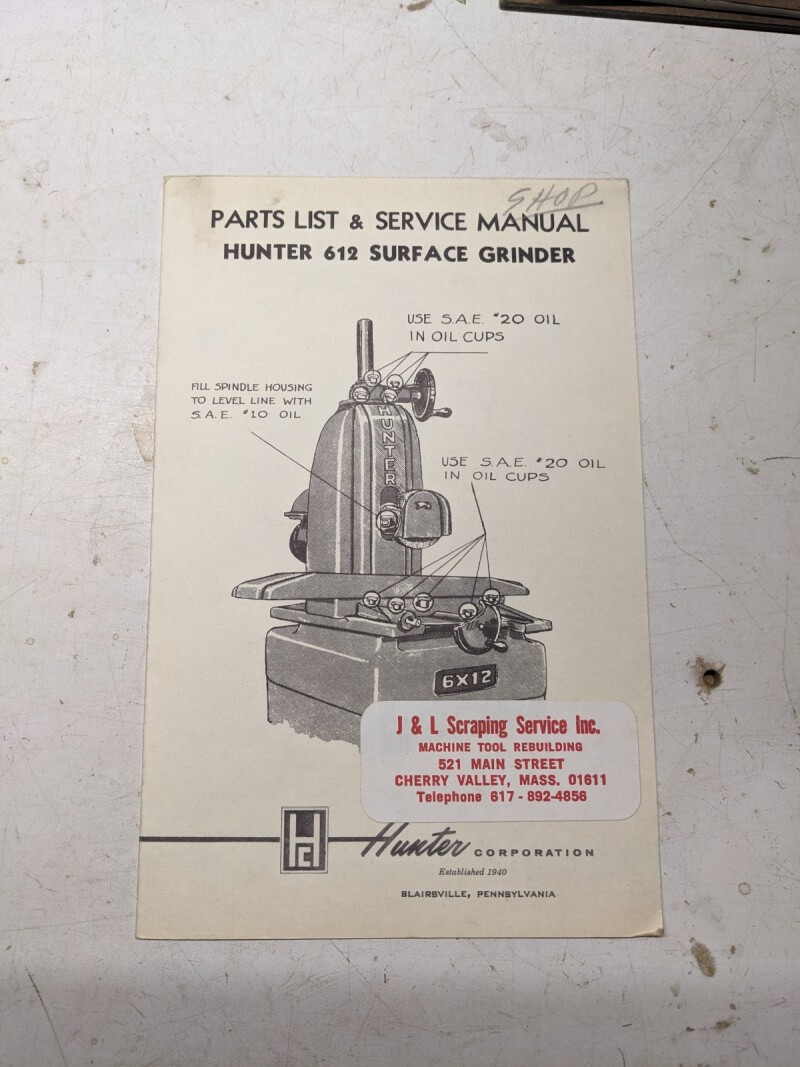 SHOP
PARTS LIST & SERVICE MANUAL
HUNTER 612 SURFACE GRINDER
USE S.A.E. #20 OIL
IN OIL CUPS
FILL SPINDLE HOUSING
TO LEVEL LINE WITH
S.A.E. #10 OIL
HUNTER
USE S.A.E. #20 OIL
IN OIL CUPS
6X12
J & L Scraping Service Inc.
MACHINE TOOL REBUILDING
521 MAIN STREET
CHERRY VALLEY, MASS. 01611
Telephone 617-892-4856
Hunter CORPORATION
Established 1940
BLAIRSVILLE, PENNSYLVANIA